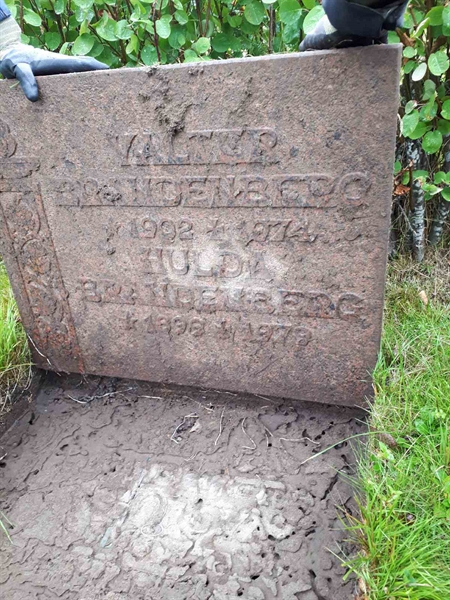 VALTER
BRANDENBERG
* 1902 † 1974
HULDA
BRANDENBERG
* 1896 † 1979